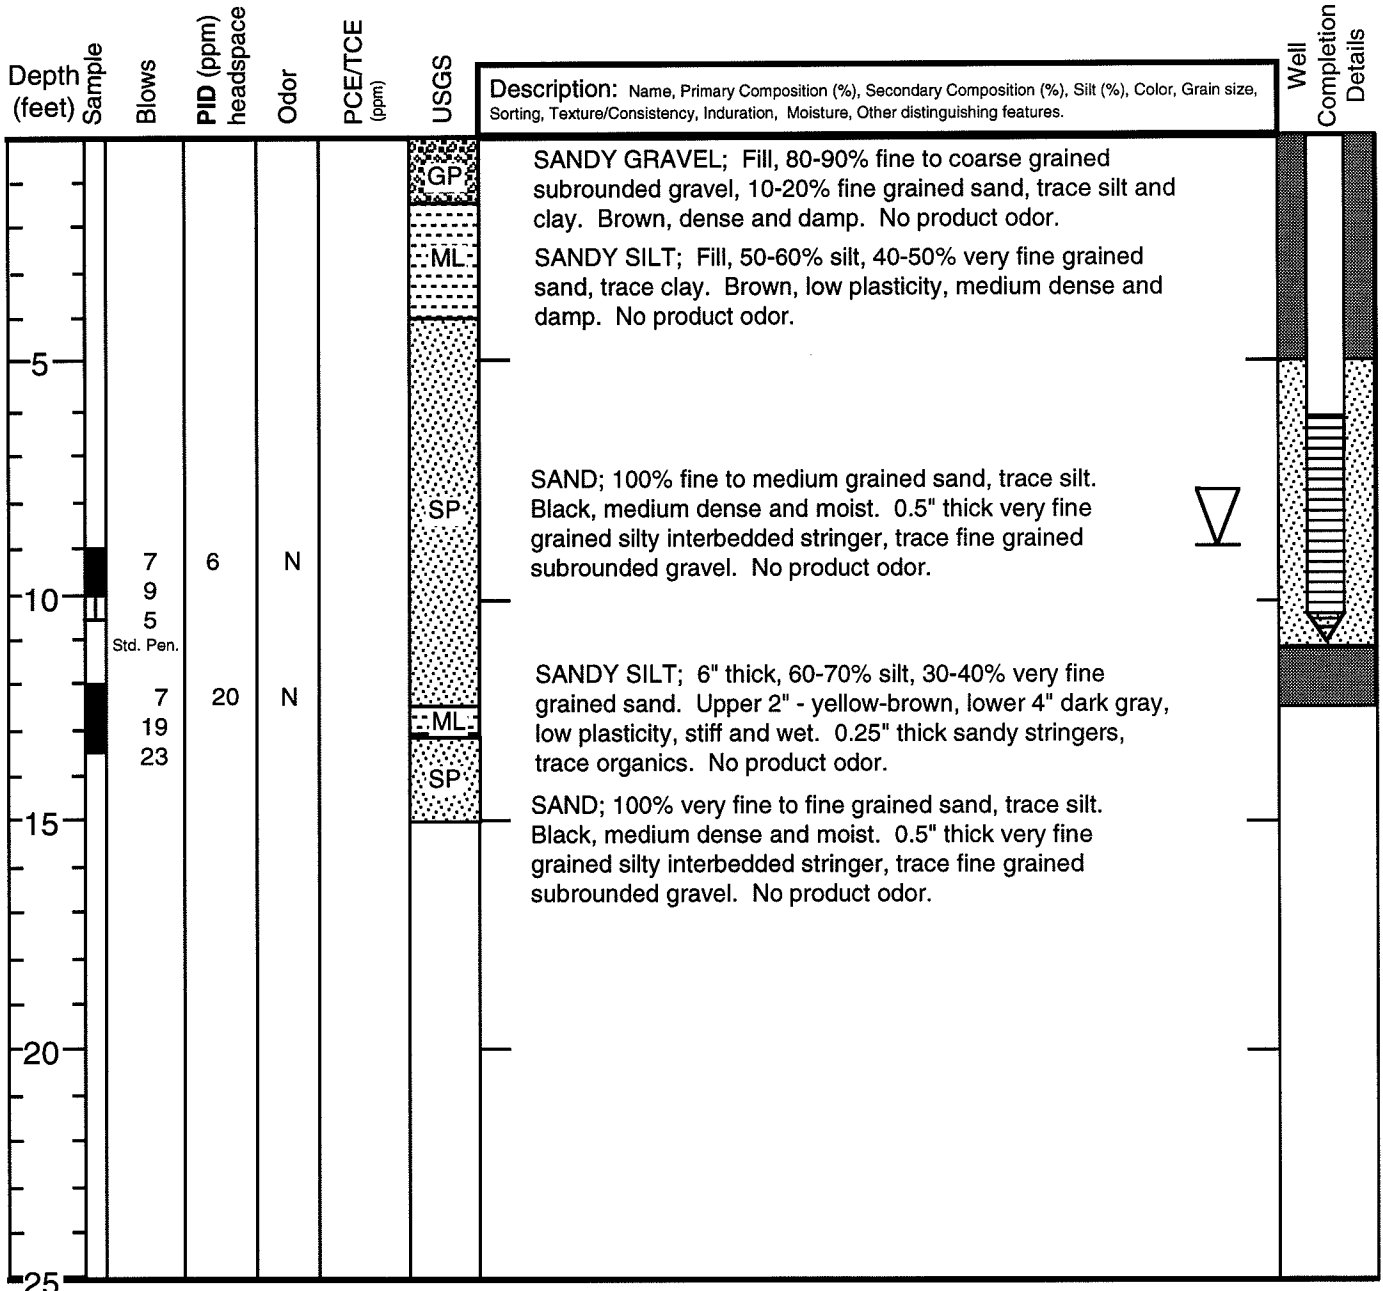 Depth
(feet)
Sample
Blows
PID (ppm)
headspace
Odor
PCE/TCE
(ppm)
USGS
Description: Name, Primary Composition (%), Secondary Composition (%), Silt (%), Color, Grain size,
Sorting, Texture/Consistency, Induration, Moisture, Other distinguishing features.
Well
Completion
Details
GP
SANDY GRAVEL; Fill, 80-90% fine to coarse grained
subrounded gravel, 10-20% fine grained sand, trace silt and
clay. Brown, dense and damp. No product odor.
ML
SANDY SILT; Fill, 50-60% silt, 40-50% very fine grained
sand, trace clay. Brown, low plasticity, medium dense and
damp. No product odor.
5
SP
SAND; 100% fine to medium grained sand, trace silt.
Black, medium dense and moist. 0.5" thick very fine
grained silty interbedded stringer, trace fine grained
subrounded gravel. No product odor.
7 6 N
9
10
5
Std. Pen.
7 20 N
19
23
ML
SANDY SILT; 6" thick, 60-70% silt, 30-40% very fine
grained sand. Upper 2" - yellow-brown, lower 4" dark gray,
low plasticity, stiff and wet. 0.25" thick sandy stringers,
trace organics. No product odor.
SP
15
SAND; 100% very fine to fine grained sand, trace silt.
Black, medium dense and moist. 0.5" thick very fine
grained silty interbedded stringer, trace fine grained
subrounded gravel. No product odor.
20
25